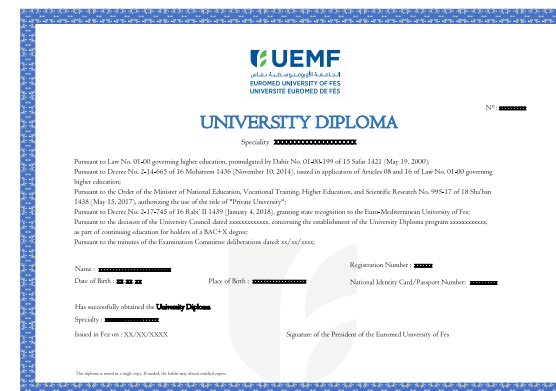 UEMF
الجامعة الأورومتوسطية بفاس
EUROMED UNIVERSITY OF FES
UNIVERSITÉ EUROMED DE FÈS
N°:
UNIVERSITY DIPLOMA
Speciality
Pursuant to Law No. 01-00 governing higher education, promulgated by Dahir No. 01-00-199 of 15 Safar 1421 (May 19, 2000);
Pursuant to Decree No. 2-14-665 of 16 Moharrem 1436 (November 10, 2014), issued in application of Articles 08 and 16 of Law No. 01-00 governing
higher education;
Pursuant to the Order of the Minister of National Education, Vocational Training, Higher Education, and Scientific Research No. 995-17 of 18 Sha'ban
1438 (May 15, 2017), authorizing the use of the title of "Private University";
Pursuant to Decree No. 2-17-745 of 16 Rabi' II 1439 (January 4, 2018), granting state recognition to the Euro-Mediterranean University of Fes;
Pursuant to the decision of the University Council dated xxxxxxxxxxxxx, concerning the establishment of the University Diploma program xxxxxxxxxxxx,
as part of continuing education for holders of a BAC+X degree;
Pursuant to the minutes of the Examination Committee deliberations dated: xx/xx/xxxx;
Name :
Registration Number :
Date of Birth :
Place of Birth :
National Identity Card/Passport Number:
Has successfully obtained the University Diploma
Specialty :
Issued in Fez on : XX/XX/XXXX
Signature of the President of the Euromed University of Fes
This diploma is issued in a single copy. If needed, the holder may obtain certified copies.